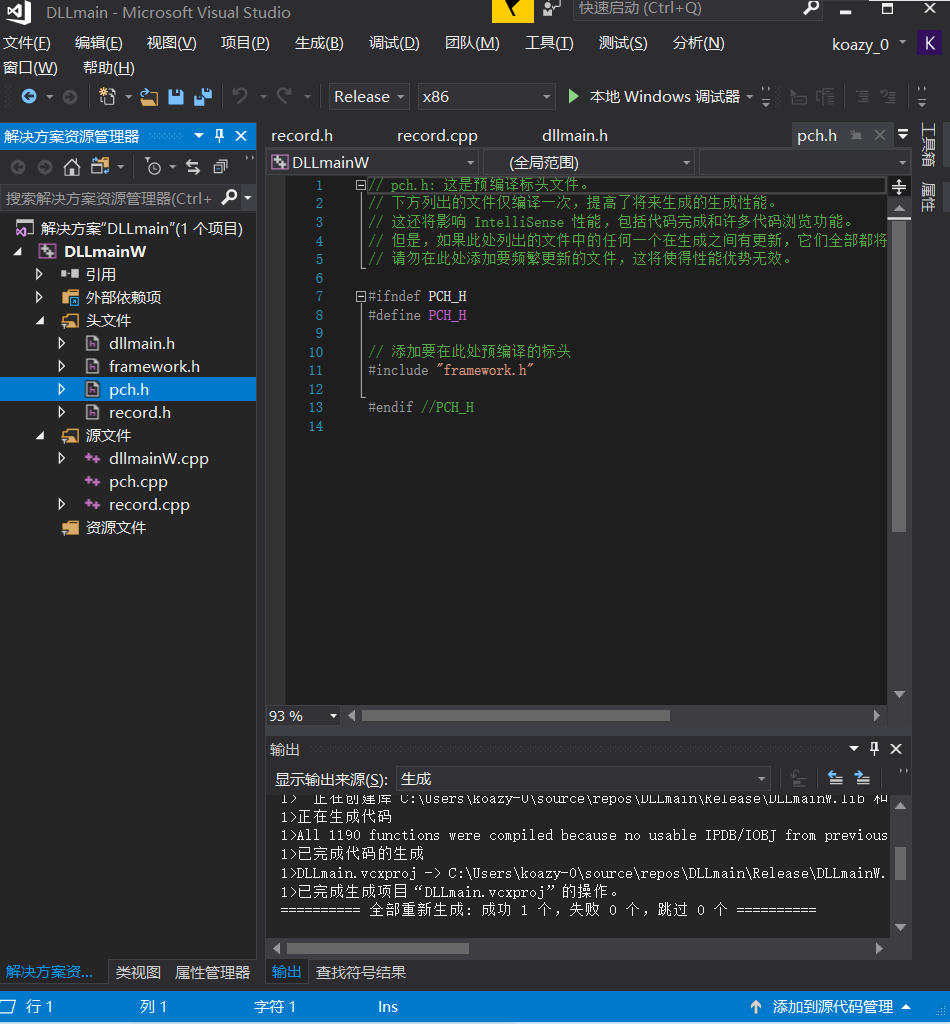 DLLmain - Microsoft Visual Studio
快速启动 (Ctrl+Q)
文件(F) 编辑(E) 视图(V) 项目(P) 生成(B) 调试(D) 团队(M) 工具(T) 测试(S) 分析(N)
koazy_0 K
窗口(W) 帮助(H)
Release x86 本地 Windows 调试器
解决方案资源管理器
record.h record.cpp dllmain.h pch.h
工具箱
属性
DLLmainW (全局范围)
搜索解决方案资源管理器(Ctrl+
解决方案"DLLmain"(1 个项目)
DLLmainW
引用
外部依赖项
头文件
dllmain.h
framework.h
pch.h
record.h
源文件
dllmainW.cpp
pch.cpp
record.cpp
资源文件
1 // pch.h: 这是预编译标头文件。
2 // 下方列出的文件仅编译一次，提高了将来生成的生成性能。
3 // 这还将影响 IntelliSense 性能，包括代码完成和许多代码浏览功能。
4 // 但是，如果此处列出的文件中的任何一个在生成之间有更新，它们全部都将
5 // 请勿在此处添加要频繁更新的文件，这将使得性能优势无效。
6
7 #ifndef PCH_H
8 #define PCH_H
9
10 // 添加要在此处预编译的标头
11 #include "framework.h"
12
13 #endif //PCH_H
14
93 %
输出
显示输出来源(S): 生成
1> 正在创建库 C:\Users\koazy-0\source\repos\DLLmain\Release\DLLmainW.lib 和
1>正在生成代码
1>All 1190 functions were compiled because no usable IPDB/IOBJ from previous
1>已完成代码的生成
1>DLLmain.vcxproj -> C:\Users\koazy-0\source\repos\DLLmain\Release\DLLmainW.
1>已完成生成项目“DLLmain.vcxproj”的操作。
========== 全部重新生成: 成功 1 个，失败 0 个，跳过 0 个 ==========
解决方案资... 类视图 属性管理器 输出 查找符号结果
行 1 列 1 字符 1 Ins 添加到源代码管理